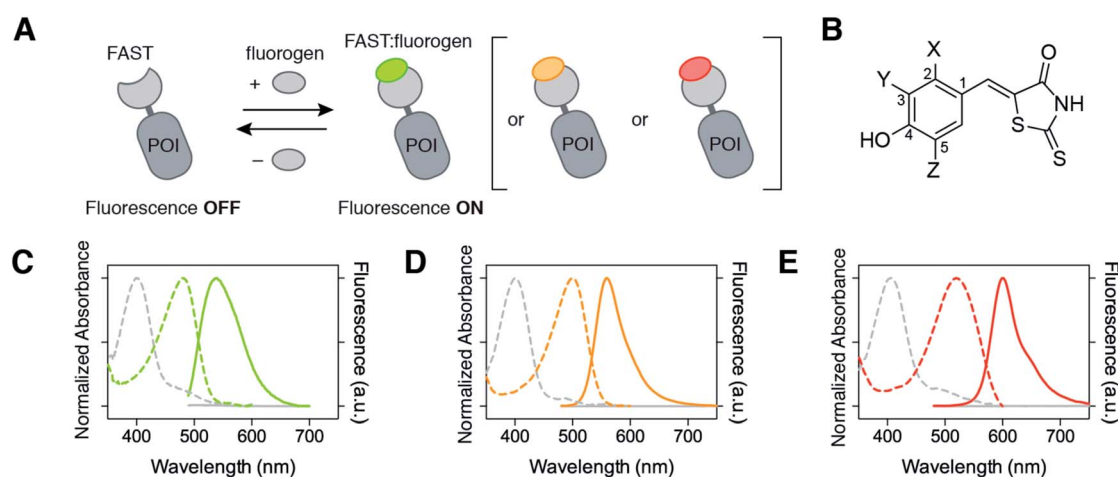 A
FAST
fluorogen
FAST:fluorogen
+
−
or
or
POI
POI
POI
POI
Fluorescence OFF
Fluorescence ON
B
X
Y
2
1
3
4
5
HO
Z
O
NH
S
S
C
Normalized Absorbance
Fluorescence (a.u.)
400 500 600 700
Wavelength (nm)
D
Normalized Absorbance
Fluorescence (a.u.)
400 500 600 700
Wavelength (nm)
E
Normalized Absorbance
Fluorescence (a.u.)
400 500 600 700
Wavelength (nm)